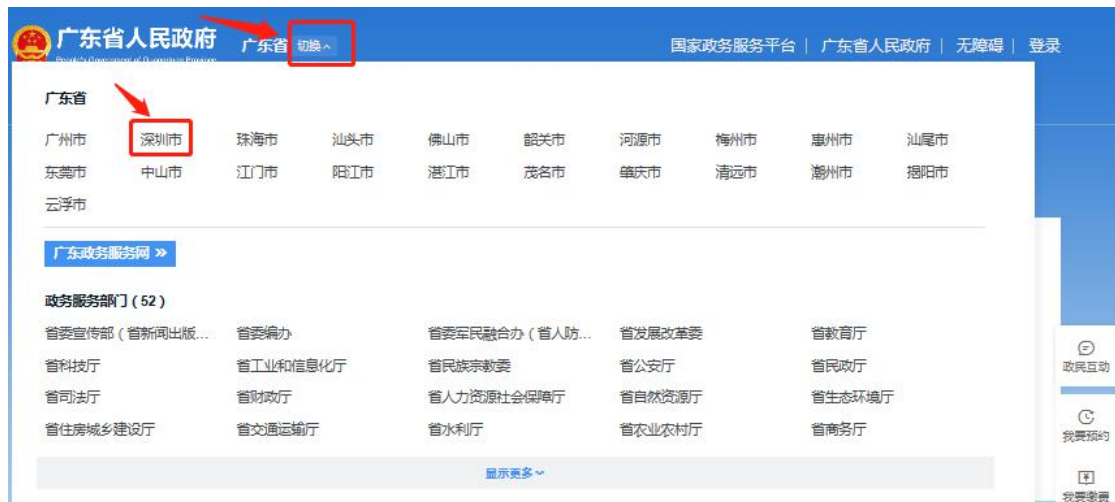 广东省人民政府 广东省 切换 国家政务服务平台 | 广东省人民政府 | 无障碍 | 登录
People's Government of Guangdong Province
广东省
广州市 深圳市 珠海市 汕头市 佛山市 韶关市 河源市 梅州市 惠州市 汕尾市
东莞市 中山市 江门市 阳江市 湛江市 茂名市 肇庆市 清远市 潮州市 揭阳市
云浮市
广东政务服务网 »
政务服务部门 ( 52 )
省委宣传部 ( 省新闻出版... 省委编办 省委军民融合办 ( 省人防... 省发展改革委 省教育厅
省科技厅 省工业和信息化厅 省民族宗教委 省公安厅 省民政厅
省司法厅 省财政厅 省人力资源社会保障厅 省自然资源厅 省生态环境厅
省住房城乡建设厅 省交通运输厅 省水利厅 省农业农村厅 省商务厅
显示更多
政民互动
我要预约
我要缴费